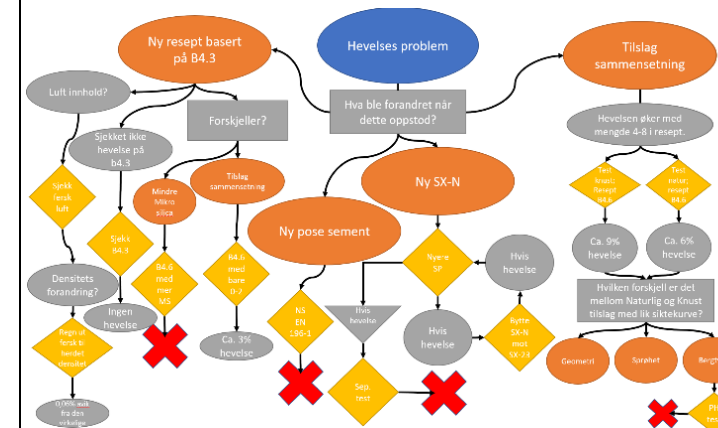 Ny resept basert
på B4.3
Hevelses problem
Tilslag
sammensetning
Luft innhold?
Sjekket ikke
hevelse på
b4.3
Forskjeller?
Hva ble forandret når
dette oppstod?
Hevelsen øker med
mengde 4-8 i resept.
Sjekk
fersk
luft
Mindre
Mikro
silica
Tilslag
sammensetning
Ny SX-N
Test
knust,
Resept
B4.6
Test
natur,
resept
B4.6
Ny pose sement
Sjekk
B4.3
B4.6
med
mer
MS
B4.6
med
bare
0-2
Nyere
SP
Hvis
hevelse
Ca. 9%
hevelse
Ca. 6%
hevelse
Densitets
forandring?
Ingen
hevelse
NS
EN
196-1
Hvis
hevelse
Hvis
hevelse
Bytte
SX-N
mot
SX-23
Hvilken forskjell er det
mellom Naturlig og Knust
tilslag med lik siktekurve?
Regn ut
fersk til
herdet
densitet
Ca. 3%
hevelse
Geometri
Sprøhet
Bergh
Sep.
test
fra den